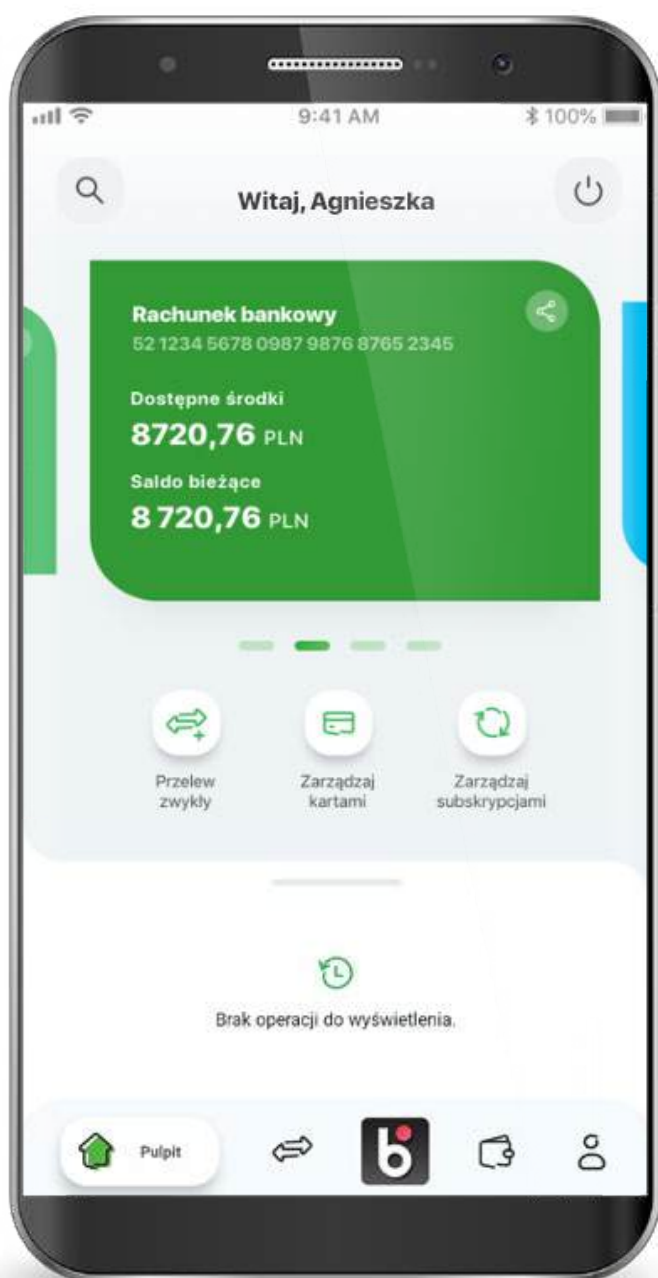 9:41 AM
100%
Witaj, Agnieszka
Rachunek bankowy
52 1234 5678 0987 9876 8765 2345
Dostępne środki
8720,76 PLN
Saldo bieżące
8 720,76 PLN
Przelew
zwykły
Zarządzaj
kartami
Zarządzaj
subskrypcjami
Brak operacji do wyświetlenia.
Pulpit
b